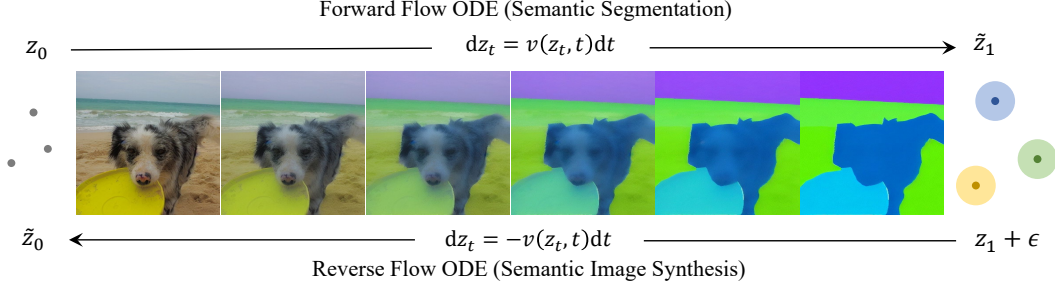 Forward Flow ODE (Semantic Segmentation)
z₀ dzₜ = v(zₜ, t)dt z̃₁
z̃₀ dzₜ = −v(zₜ, t)dt z₁ + ϵ
Reverse Flow ODE (Semantic Image Synthesis)